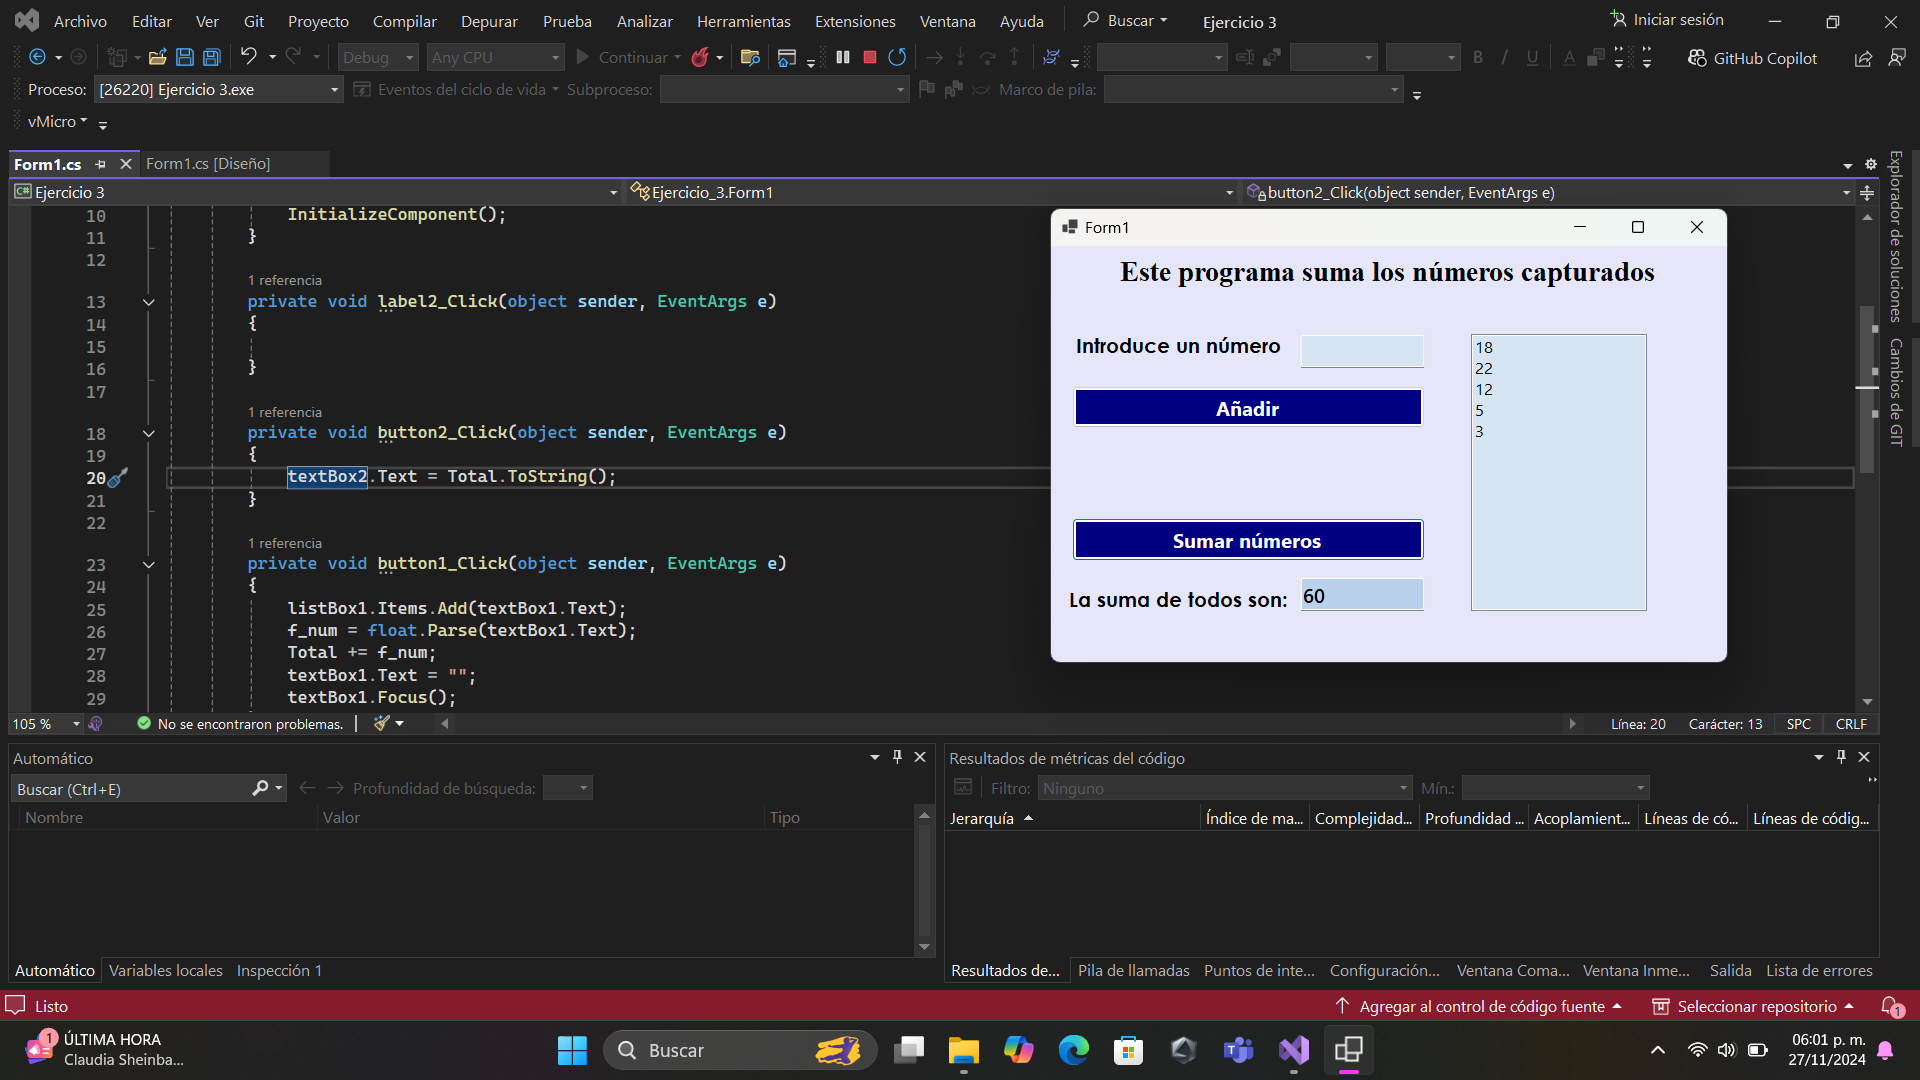 Archivo Editar Ver Git Proyecto Compilar Depurar Prueba Analizar Herramientas Extensiones Ventana Ayuda Buscar Ejercicio 3 Iniciar sesión
Debug Any CPU Continuar B I U A GitHub Copilot
Proceso: [26220] Ejercicio 3.exe Eventos del ciclo de vida Subproceso: Marco de pila:
vMicro
Form1.cs Form1.cs [Diseño]
C# Ejercicio 3 Ejercicio_3.Form1 button2_Click(object sender, EventArgs e)
10 InitializeComponent();
11 }
12
1 referencia
13 private void label2_Click(object sender, EventArgs e)
14 {
15
16 }
17
1 referencia
18 private void button2_Click(object sender, EventArgs e)
19 {
20 textBox2.Text = Total.ToString();
21 }
22
1 referencia
23 private void button1_Click(object sender, EventArgs e)
24 {
25 listBox1.Items.Add(textBox1.Text);
26 f_num = float.Parse(textBox1.Text);
27 Total += f_num;
28 textBox1.Text = "";
29 textBox1.Focus();
Form1
Este programa suma los números capturados
Introduce un número
Añadir
Sumar números
La suma de todos son: 60
18
22
12
5
3
Explorador de soluciones
Cambios de GIT
105 % No se encontraron problemas. Línea: 20 Carácter: 13 SPC CRLF
Automático
Buscar (Ctrl+E) Profundidad de búsqueda:
Nombre Valor Tipo
Automático Variables locales Inspección 1
Resultados de métricas del código
Filtro: Ninguno Mín.:
Jerarquía Índice de ma... Complejidad... Profundidad ... Acoplamient... Líneas de có... Líneas de códig...
Resultados de... Pila de llamadas Puntos de inte... Configuración... Ventana Coma... Ventana Inme... Salida Lista de errores
Listo Agregar al control de código fuente Seleccionar repositorio 1
1 ÚLTIMA HORA
Claudia Sheinba...
Buscar
06:01 p. m.
27/11/2024